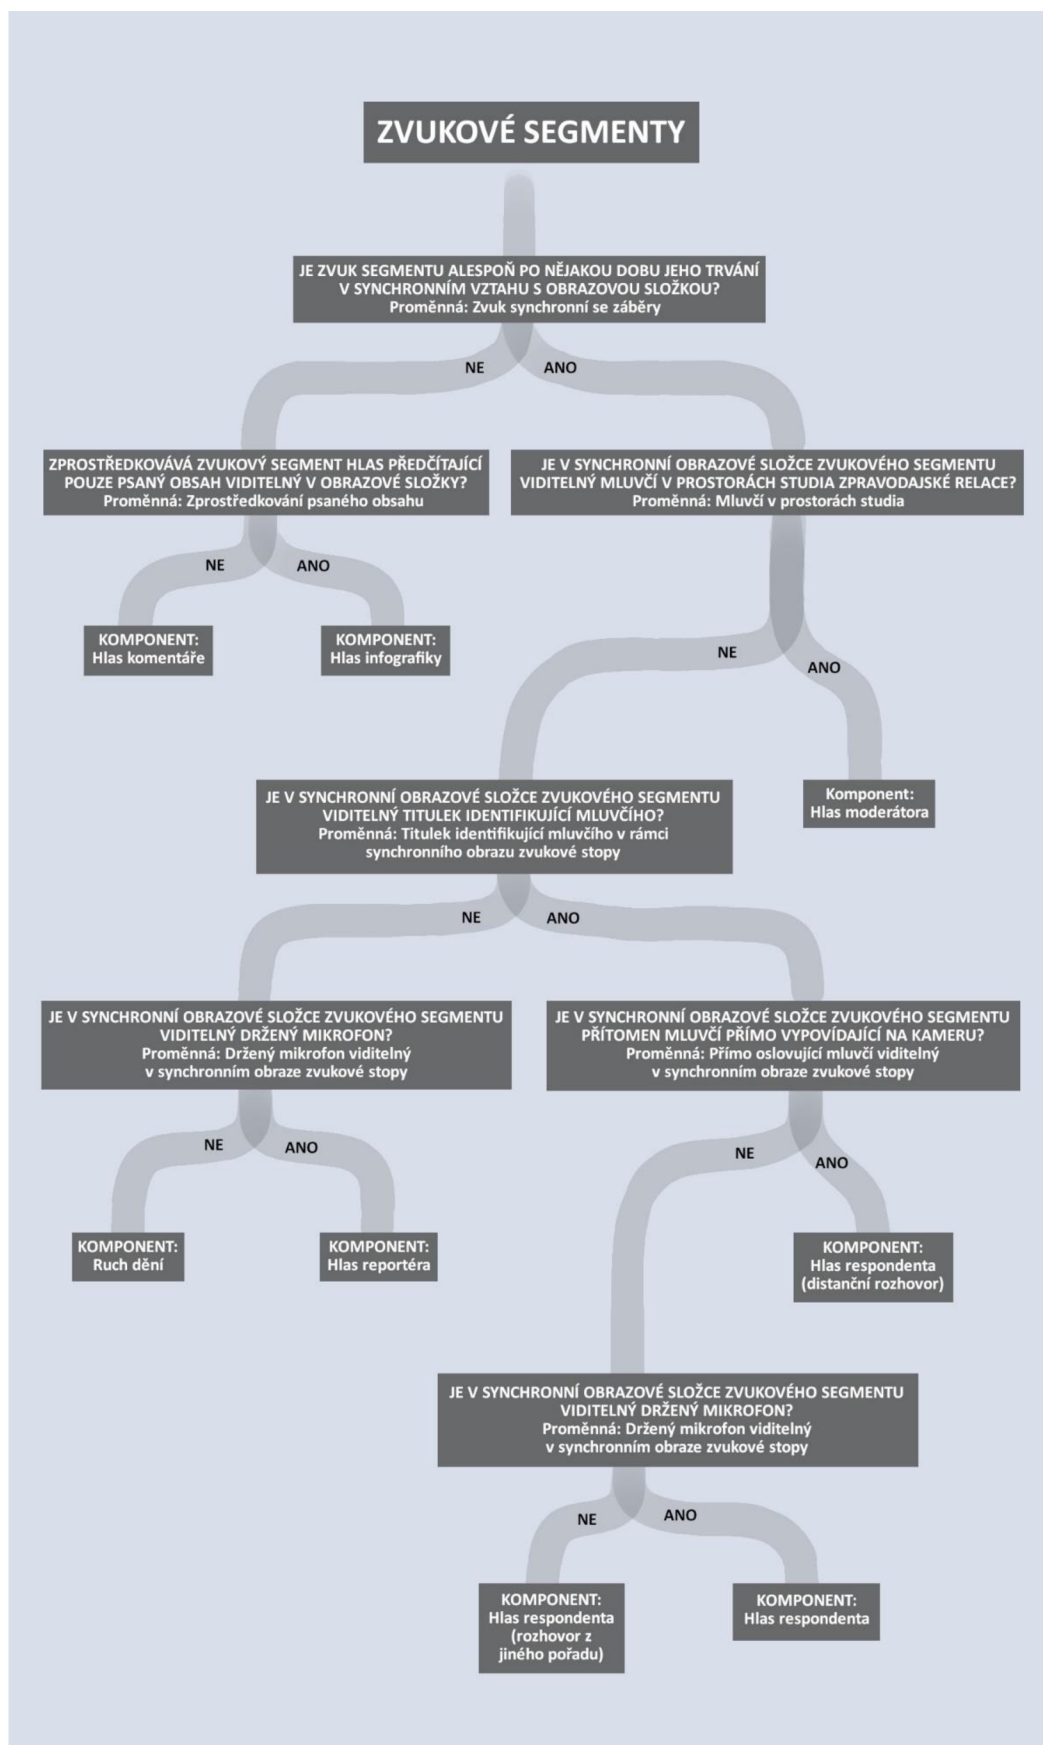 ZVUKOVÉ SEGMENTY
JE ZVUK SEGMENTU ALESPOŇ PO NĚJAKOU DOBU JEHO TRVÁNÍ
V SYNCHRONNÍM VZTAHU S OBRAZOVOU SLOŽKOU?
Proměnná: Zvuk synchronní se záběry
NE
ANO
ZPROSTŘEDKOVÁVÁ ZVUKOVÝ SEGMENT HLAS PŘEDČÍTAJÍCÍ
POUZE PSANÝ OBSAH VIDITELNÝ V OBRAZOVÉ SLOŽKY?
Proměnná: Zprostředkování psaného obsahu
JE V SYNCHRONNÍ OBRAZOVÉ SLOŽCE ZVUKOVÉHO SEGMENTU
VIDITELNÝ MLUVČÍ V PROSTORÁCH STUDIA ZPRAVODAJSKÉ RELACE?
Proměnná: Mluvčí v prostorách studia
NE
ANO
KOMPONENT:
Hlas komentáře
KOMPONENT:
Hlas infografiky
NE
ANO
JE V SYNCHRONNÍ OBRAZOVÉ SLOŽCE ZVUKOVÉHO SEGMENTU
VIDITELNÝ TITULEK IDENTIFIKUJÍCÍ MLUVČÍHO?
Proměnná: Titulek identifikující mluvčího v rámci
synchronního obrazu zvukové stopy
Komponent:
Hlas moderátora
NE
ANO
JE V SYNCHRONNÍ OBRAZOVÉ SLOŽCE ZVUKOVÉHO SEGMENTU
VIDITELNÝ DRŽENÝ MIKROFON?
Proměnná: Držený mikrofon viditelný
v synchronním obraze zvukové stopy
JE V SYNCHRONNÍ OBRAZOVÉ SLOŽCE ZVUKOVÉHO SEGMENTU
PŘÍTOMEN MLUVČÍ PŘÍMO VYPOVÍDAJÍCÍ NA KAMERU?
Proměnná: Přímo oslovující mluvčí viditelný
v synchronním obraze zvukové stopy
NE
ANO
NE
ANO
KOMPONENT:
Ruch dění
KOMPONENT:
Hlas reportéra
KOMPONENT:
Hlas respondenta
(distanční rozhovor)
JE V SYNCHRONNÍ OBRAZOVÉ SLOŽCE ZVUKOVÉHO SEGMENTU
VIDITELNÝ DRŽENÝ MIKROFON?
Proměnná: Držený mikrofon viditelný
v synchronním obraze zvukové stopy
NE
ANO
KOMPONENT:
Hlas respondenta
(rozhovor z
jiného pořadu)
KOMPONENT:
Hlas respondenta